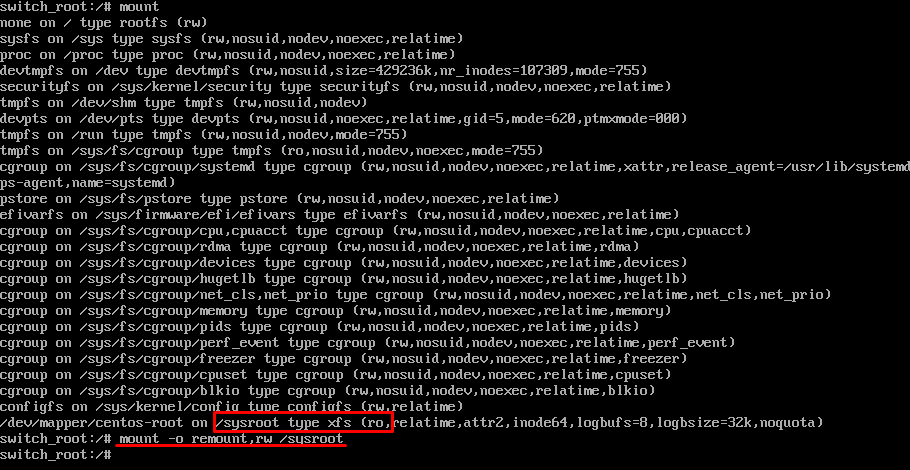 switch_root:/# mount
none on / type rootfs (rw)
sysfs on /sys type sysfs (rw,nosuid,nodev,noexec,relatime)
proc on /proc type proc (rw,nosuid,nodev,noexec,relatime)
devtmpfs on /dev type devtmpfs (rw,nosuid,size=429236k,nr_inodes=107309,mode=755)
securityfs on /sys/kernel/security type securityfs (rw,nosuid,nodev,noexec,relatime)
tmpfs on /dev/shm type tmpfs (rw,nosuid,nodev)
devpts on /dev/pts type devpts (rw,nosuid,noexec,relatime,gid=5,mode=620,ptmxmode=000)
tmpfs on /run type tmpfs (rw,nosuid,nodev,mode=755)
tmpfs on /sys/fs/cgroup type tmpfs (ro,nosuid,nodev,noexec,mode=755)
cgroup on /sys/fs/cgroup/systemd type cgroup (rw,nosuid,nodev,noexec,relatime,xattr,release_agent=/usr/lib/systemd
ps-agent,name=systemd)
pstore on /sys/fs/pstore type pstore (rw,nosuid,nodev,noexec,relatime)
efivarfs on /sys/firmware/efi/efivars type efivarfs (rw,nosuid,nodev,noexec,relatime)
cgroup on /sys/fs/cgroup/cpu,cpuacct type cgroup (rw,nosuid,nodev,noexec,relatime,cpu,cpuacct)
cgroup on /sys/fs/cgroup/rdma type cgroup (rw,nosuid,nodev,noexec,relatime,rdma)
cgroup on /sys/fs/cgroup/devices type cgroup (rw,nosuid,nodev,noexec,relatime,devices)
cgroup on /sys/fs/cgroup/hugetlb type cgroup (rw,nosuid,nodev,noexec,relatime,hugetlb)
cgroup on /sys/fs/cgroup/net_cls,net_prio type cgroup (rw,nosuid,nodev,noexec,relatime,net_cls,net_prio)
cgroup on /sys/fs/cgroup/memory type cgroup (rw,nosuid,nodev,noexec,relatime,memory)
cgroup on /sys/fs/cgroup/pids type cgroup (rw,nosuid,nodev,noexec,relatime,pids)
cgroup on /sys/fs/cgroup/perf_event type cgroup (rw,nosuid,nodev,noexec,relatime,perf_event)
cgroup on /sys/fs/cgroup/freezer type cgroup (rw,nosuid,nodev,noexec,relatime,freezer)
cgroup on /sys/fs/cgroup/cpuset type cgroup (rw,nosuid,nodev,noexec,relatime,cpuset)
cgroup on /sys/fs/cgroup/blkio type cgroup (rw,nosuid,nodev,noexec,relatime,blkio)
configfs on /sys/kernel/config type configfs (rw,relatime)
/dev/mapper/centos-root on /sysroot type xfs (ro,relatime,attr2,inode64,logbufs=8,logbsize=32k,noquota)
switch_root:/# mount -o remount,rw /sysroot
switch_root:/#